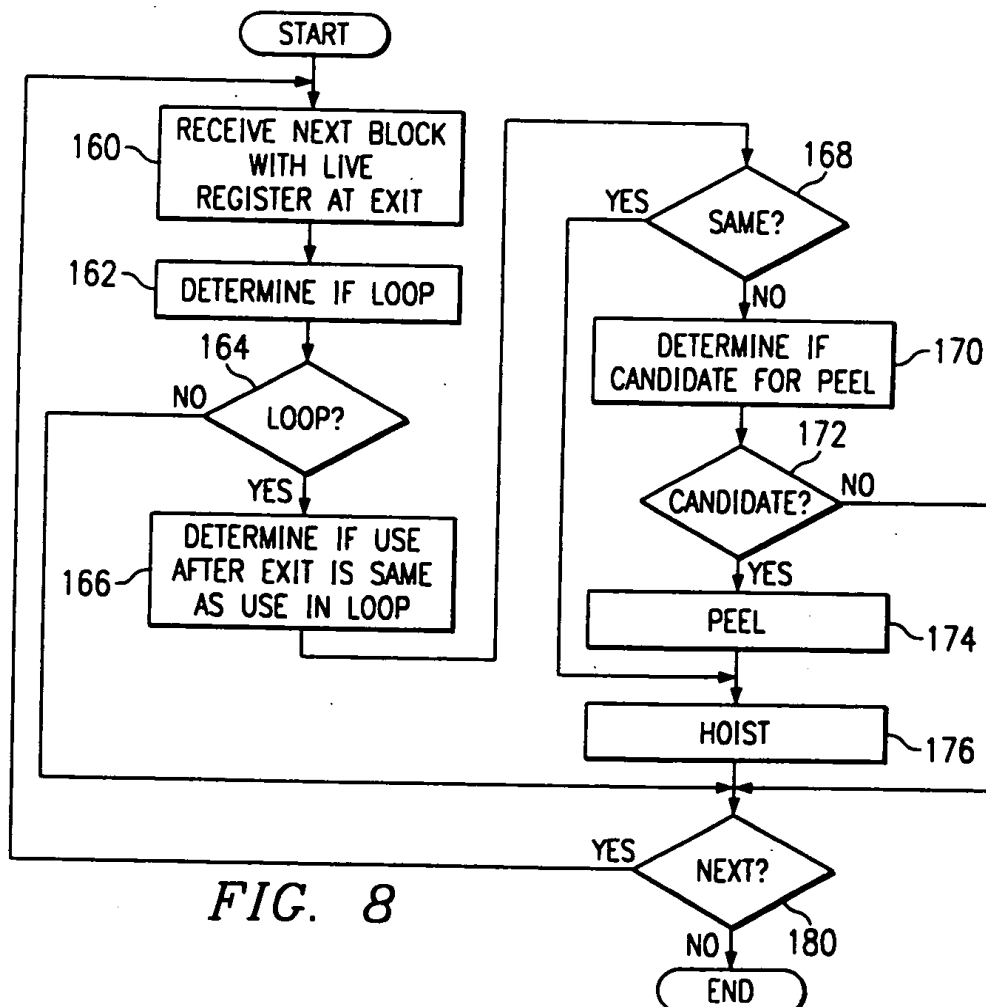 START
160
RECEIVE NEXT BLOCK
WITH LIVE
REGISTER AT EXIT
162
DETERMINE IF LOOP
164
NO
LOOP?
YES
166
DETERMINE IF USE
AFTER EXIT IS SAME
AS USE IN LOOP
168
YES
SAME?
NO
DETERMINE IF
CANDIDATE FOR PEEL
170
172
CANDIDATE?
NO
YES
PEEL
174
HOIST
176
YES
NEXT?
180
NO
END
FIG. 8